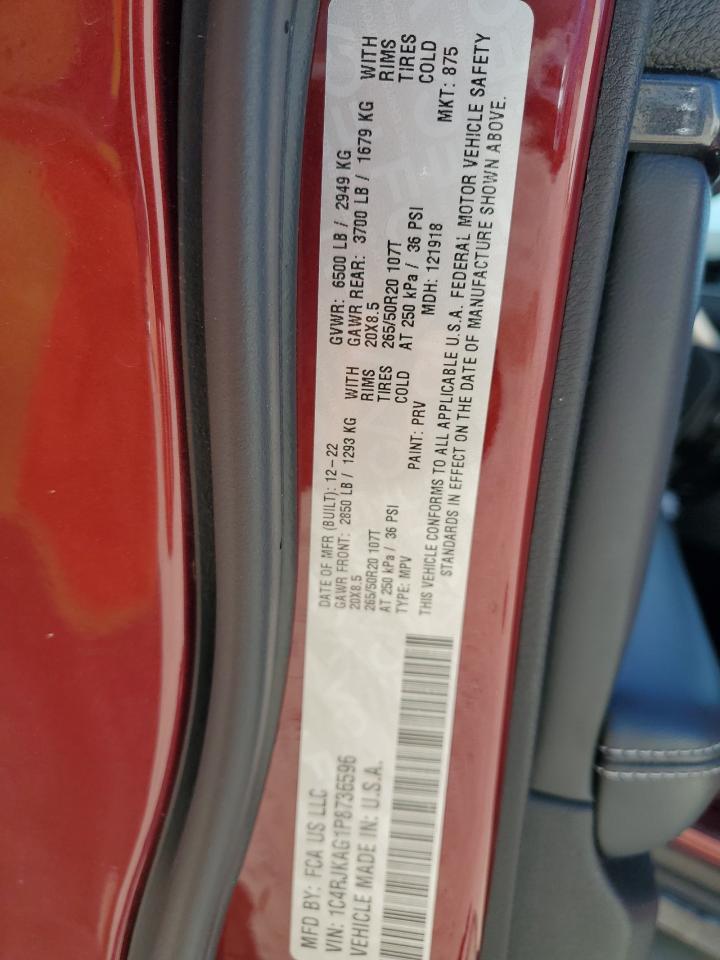 MFD BY: FCA US LLC
DATE OF MFR (BUILT): 12-22
GVWR: 6500 LB / 2949 KG
VIN: 1C4RJKAG1P8736596
GAWR FRONT: 2850 LB / 1293 KG WITH
GAWR REAR: 3700 LB / 1679 KG WITH
VEHICLE MADE IN: U.S.A.
20X8.5 RIMS
20X8.5 RIMS
265/50R20 107T TIRES
265/50R20 107T TIRES
AT 250 kPa / 36 PSI COLD
AT 250 kPa / 36 PSI COLD
TYPE: MPV PAINT: PRV MDH: 121918 MKT: 875
THIS VEHICLE CONFORMS TO ALL APPLICABLE U.S.A. FEDERAL MOTOR VEHICLE SAFETY
STANDARDS IN EFFECT ON THE DATE OF MANUFACTURE SHOWN ABOVE.